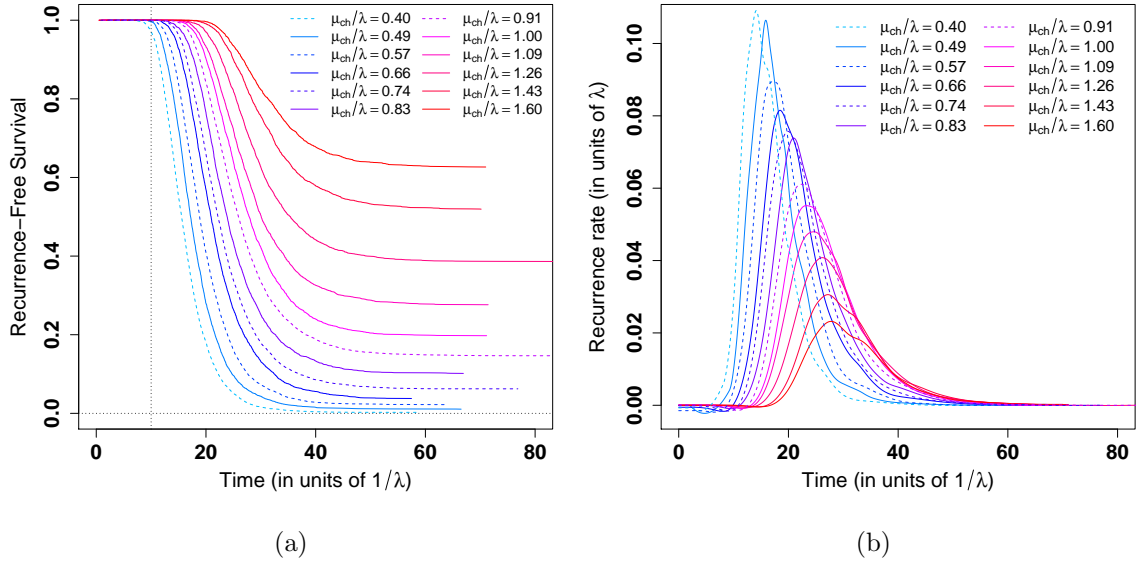 μch/λ = 0.40
μch/λ = 0.49
μch/λ = 0.57
μch/λ = 0.66
μch/λ = 0.74
μch/λ = 0.83
μch/λ = 0.91
μch/λ = 1.00
μch/λ = 1.09
μch/λ = 1.26
μch/λ = 1.43
μch/λ = 1.60
Recurrence−Free Survival
1.0
0.8
0.6
0.4
0.2
0.0
0 20 40 60 80
Time (in units of 1/λ)
(a)
μch/λ = 0.40
μch/λ = 0.49
μch/λ = 0.57
μch/λ = 0.66
μch/λ = 0.74
μch/λ = 0.83
μch/λ = 0.91
μch/λ = 1.00
μch/λ = 1.09
μch/λ = 1.26
μch/λ = 1.43
μch/λ = 1.60
Recurrence rate (in units of λ)
0.10
0.08
0.06
0.04
0.02
0.00
0 20 40 60 80
Time (in units of 1/λ)
(b)